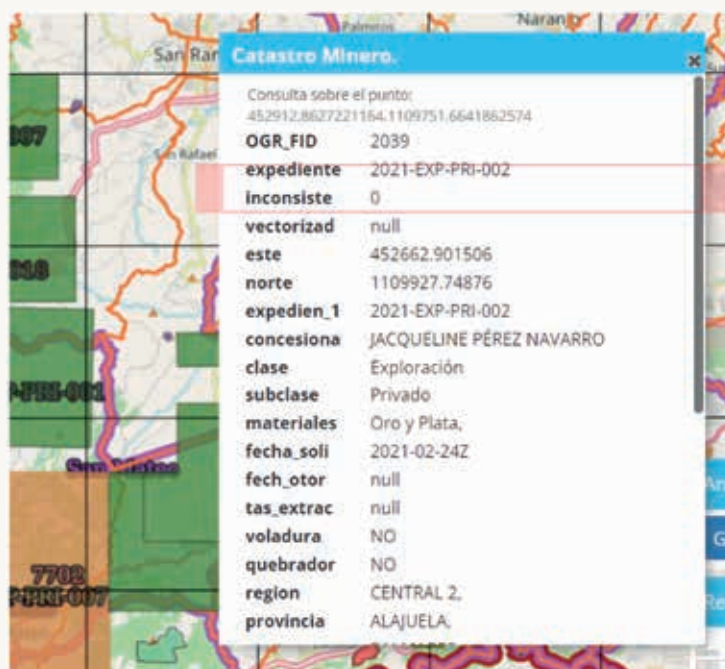 Palmitos
Naranjo
San Ram
Catastro Minero.
Consulta sobre el punto:
452912.8627221164.1109751.6641862574
OGR_FID 2039
expediente 2021-EXP-PRI-002
inconsiste 0
vectorizad null
este 452662.901506
norte 1109927.74876
expedien_1 2021-EXP-PRI-002
concesiona JACQUELINE PÉREZ NAVARRO
clase Exploración
subclase Privado
materiales Oro y Plata,
fecha_soli 2021-02-24Z
fech_otor null
tas_extrac null
voladura NO
quebrador NO
region CENTRAL 2,
provincia ALAJUELA,
San Rafael
007
018
P-PRI-001
San Mateo
7702
P-PRI-007
An
G
Re